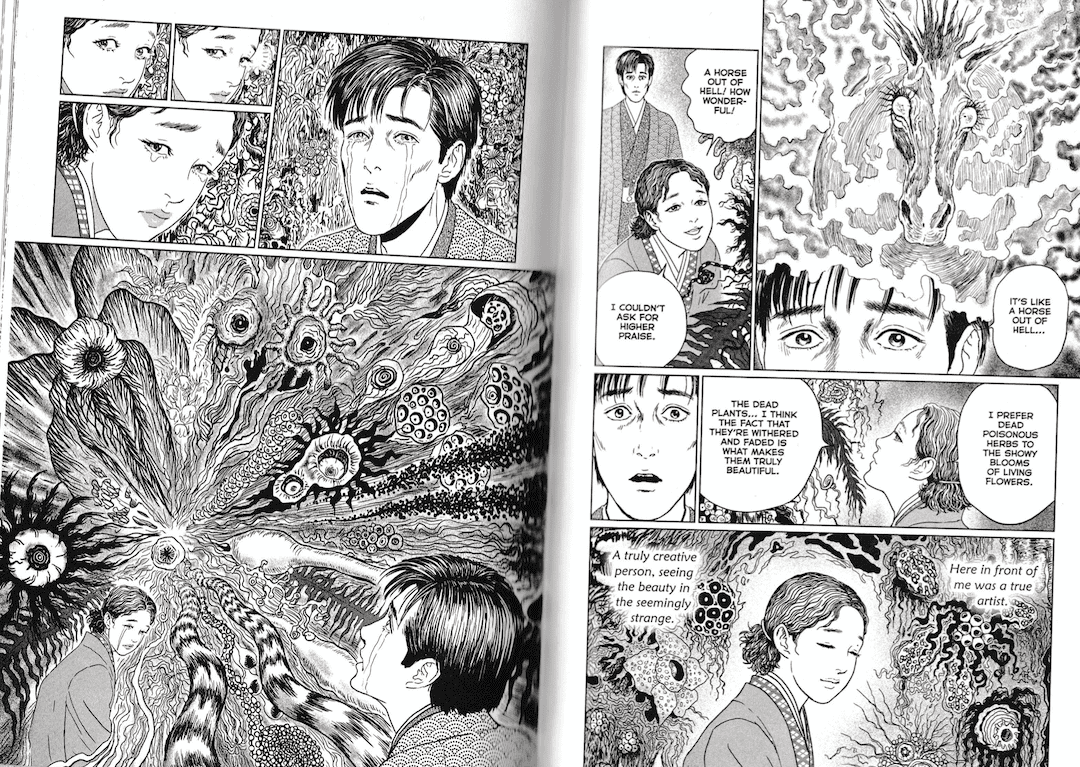 IT'S LIKE
A HORSE
OUT OF
HELL...
A HORSE
OUT OF
HELL! HOW
WONDER-
FUL!
I COULDN'T
ASK FOR
HIGHER
PRAISE.
I PREFER
DEAD
POISONOUS
HERBS TO
THE SHOWY
BLOOMS
OF LIVING
FLOWERS.
THE DEAD
PLANTS... I THINK
THE FACT THAT
THEY'RE WITHERED
AND FADED IS
WHAT MAKES
THEM TRULY
BEAUTIFUL.
Here in front of
me was a true
artist.
A truly creative
person, seeing
the beauty in
the seemingly
strange.